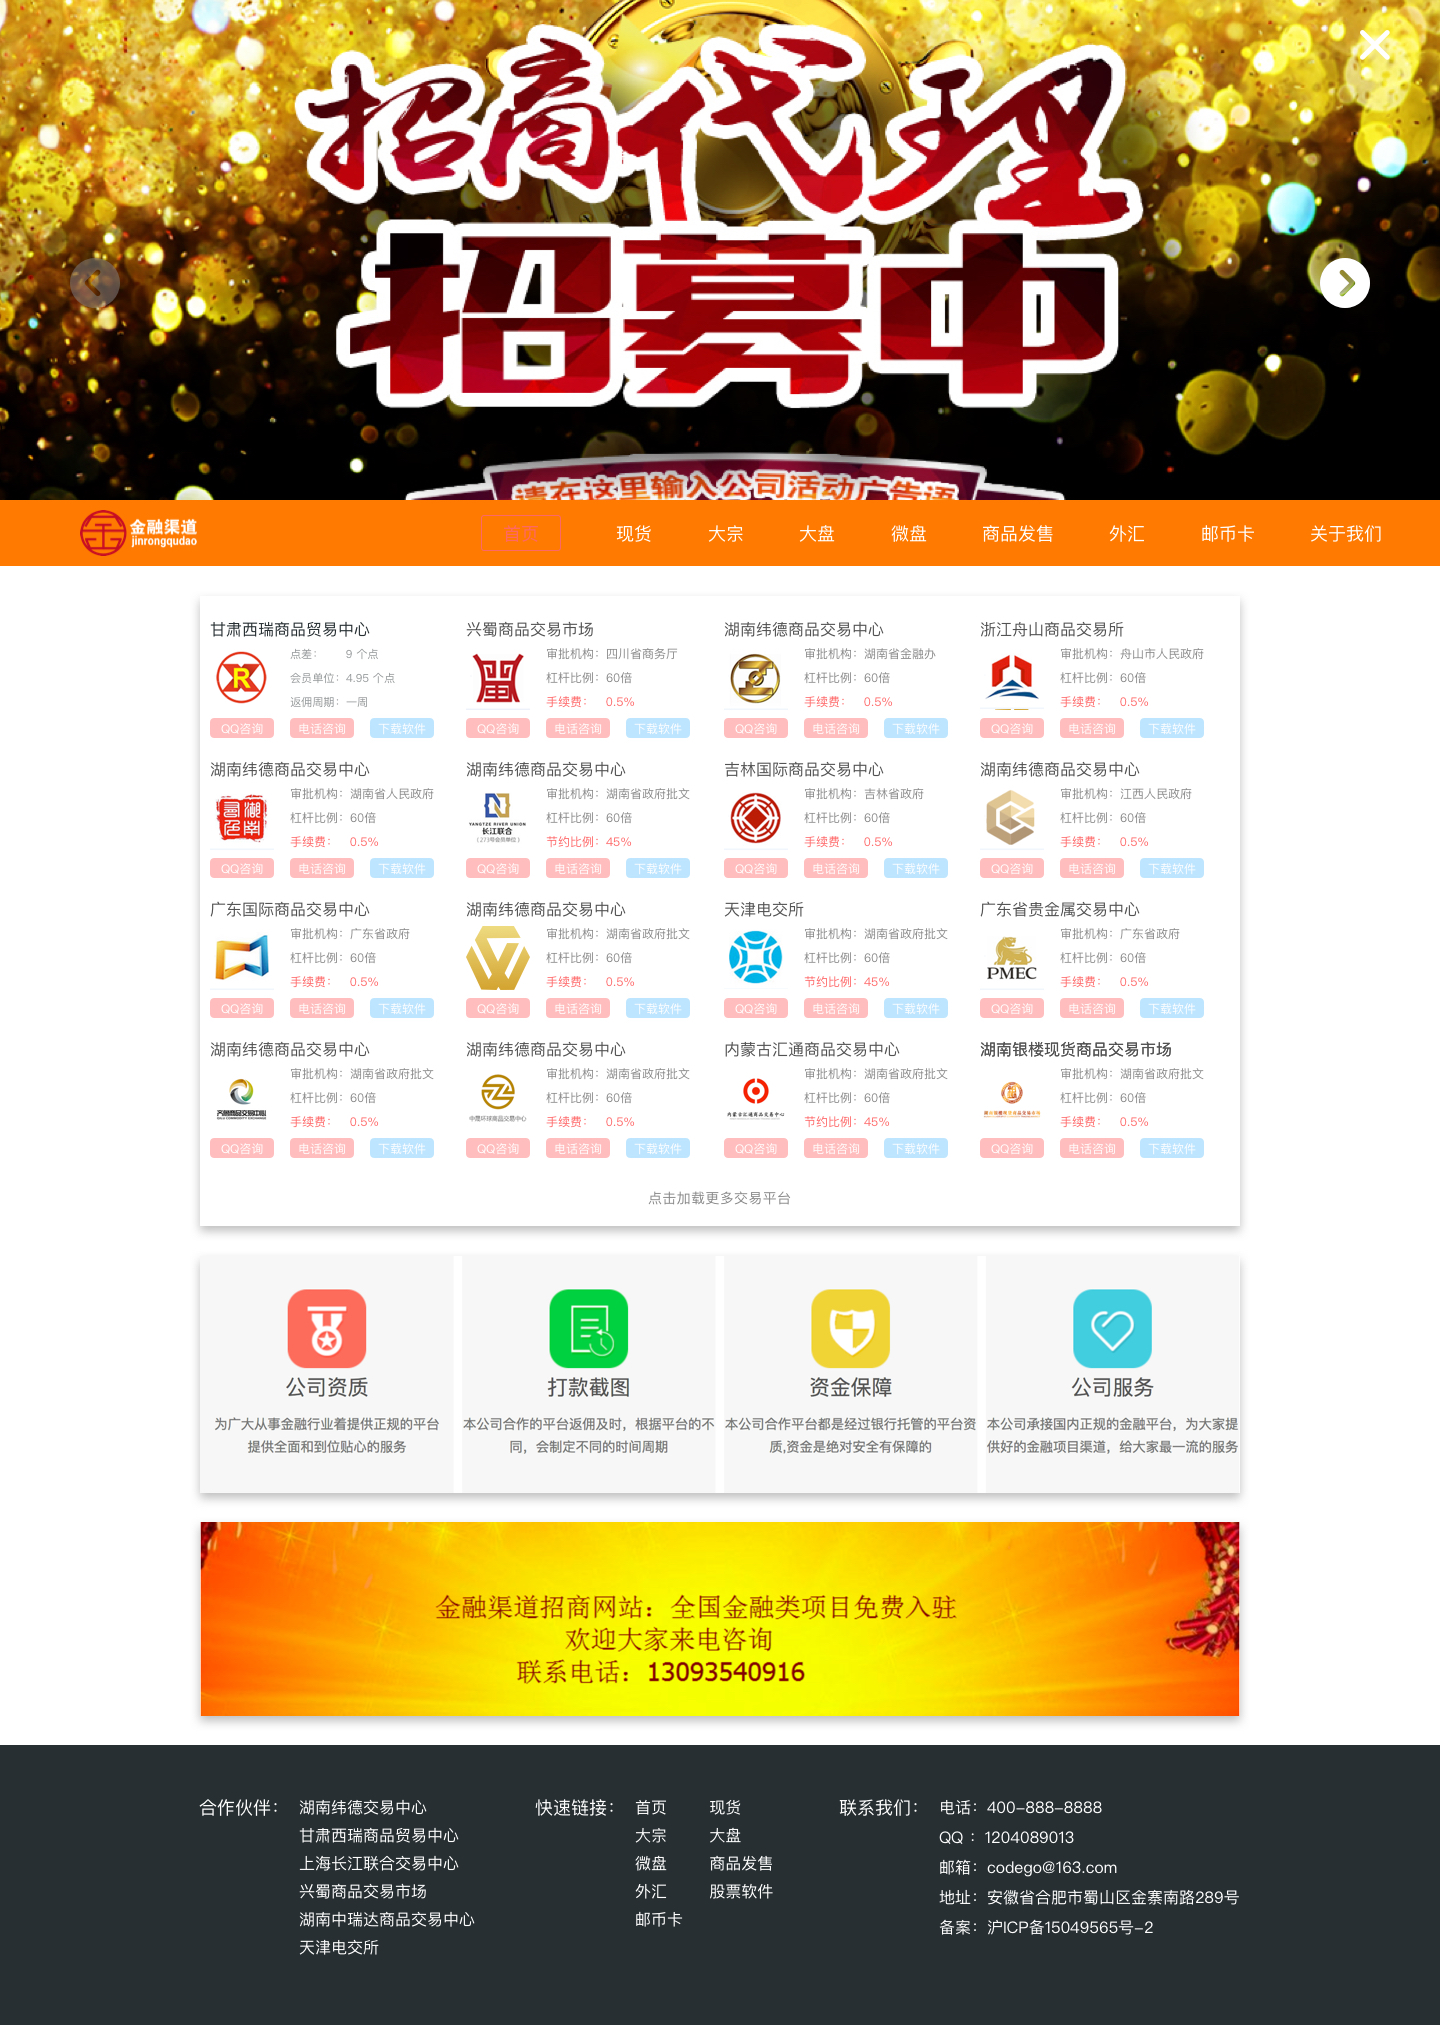 招商代理
招募中
请在这里输入公司活动广告语
金融渠道
jinrongqudao
首页 现货 大宗 大盘 微盘 商品发售 外汇 邮币卡 关于我们
甘肃西瑞商品贸易中心
点差： 9 个点
会员单位：4.95 个点
返佣周期：一周
QQ咨询 电话咨询 下载软件
兴蜀商品交易市场
审批机构：四川省商务厅
杠杆比例：60倍
手续费： 0.5%
QQ咨询 电话咨询 下载软件
湖南纬德商品交易中心
审批机构：湖南省金融办
杠杆比例：60倍
手续费： 0.5%
QQ咨询 电话咨询 下载软件
浙江舟山商品交易所
审批机构：舟山市人民政府
杠杆比例：60倍
手续费： 0.5%
QQ咨询 电话咨询 下载软件
湖南纬德商品交易中心
审批机构：湖南省人民政府
杠杆比例：60倍
手续费： 0.5%
QQ咨询 电话咨询 下载软件
湖南纬德商品交易中心
YANGTZE RIVER UNION
长江联合
（273号会员单位）
审批机构：湖南省政府批文
杠杆比例：60倍
节约比例：45%
QQ咨询 电话咨询 下载软件
吉林国际商品交易中心
审批机构：吉林省政府
杠杆比例：60倍
手续费： 0.5%
QQ咨询 电话咨询 下载软件
湖南纬德商品交易中心
审批机构：江西人民政府
杠杆比例：60倍
手续费： 0.5%
QQ咨询 电话咨询 下载软件
广东国际商品交易中心
审批机构：广东省政府
杠杆比例：60倍
手续费： 0.5%
QQ咨询 电话咨询 下载软件
湖南纬德商品交易中心
审批机构：湖南省政府批文
杠杆比例：60倍
手续费： 0.5%
QQ咨询 电话咨询 下载软件
天津电交所
审批机构：湖南省政府批文
杠杆比例：60倍
节约比例：45%
QQ咨询 电话咨询 下载软件
广东省贵金属交易中心
PMEC
审批机构：广东省政府
杠杆比例：60倍
手续费： 0.5%
QQ咨询 电话咨询 下载软件
湖南纬德商品交易中心
齐鲁商品交易中心
QILU COMMODITY EXCHANGE
审批机构：湖南省政府批文
杠杆比例：60倍
手续费： 0.5%
QQ咨询 电话咨询 下载软件
湖南纬德商品交易中心
审批机构：湖南省政府批文
杠杆比例：60倍
手续费： 0.5%
QQ咨询 电话咨询 下载软件
内蒙古汇通商品交易中心
内蒙古汇通商品交易中心
审批机构：湖南省政府批文
杠杆比例：60倍
节约比例：45%
QQ咨询 电话咨询 下载软件
湖南银楼现货商品交易市场
湖南银楼现货商品交易市场
审批机构：湖南省政府批文
杠杆比例：60倍
手续费： 0.5%
QQ咨询 电话咨询 下载软件
点击加载更多交易平台
公司资质
为广大从事金融行业着提供正规的平台
提供全面和到位贴心的服务
打款截图
本公司合作的平台返佣及时，根据平台的不
同，会制定不同的时间周期
资金保障
本公司合作平台都是经过银行托管的平台资
质,资金是绝对安全有保障的
公司服务
本公司承接国内正规的金融平台，为大家提
供好的金融项目渠道，给大家最一流的服务
金融渠道招商网站：全国金融类项目免费入驻
欢迎大家来电咨询
联系电话：13093540916
合作伙伴：
湖南纬德交易中心
甘肃西瑞商品贸易中心
上海长江联合交易中心
兴蜀商品交易市场
湖南中瑞达商品交易中心
天津电交所
快速链接：
首页 现货
大宗 大盘
微盘 商品发售
外汇 股票软件
邮币卡
联系我们：
电话：400-888-8888
QQ ：1204089013
邮箱：codego@163.com
地址：安徽省合肥市蜀山区金寨南路289号
备案：沪ICP备15049565号-2